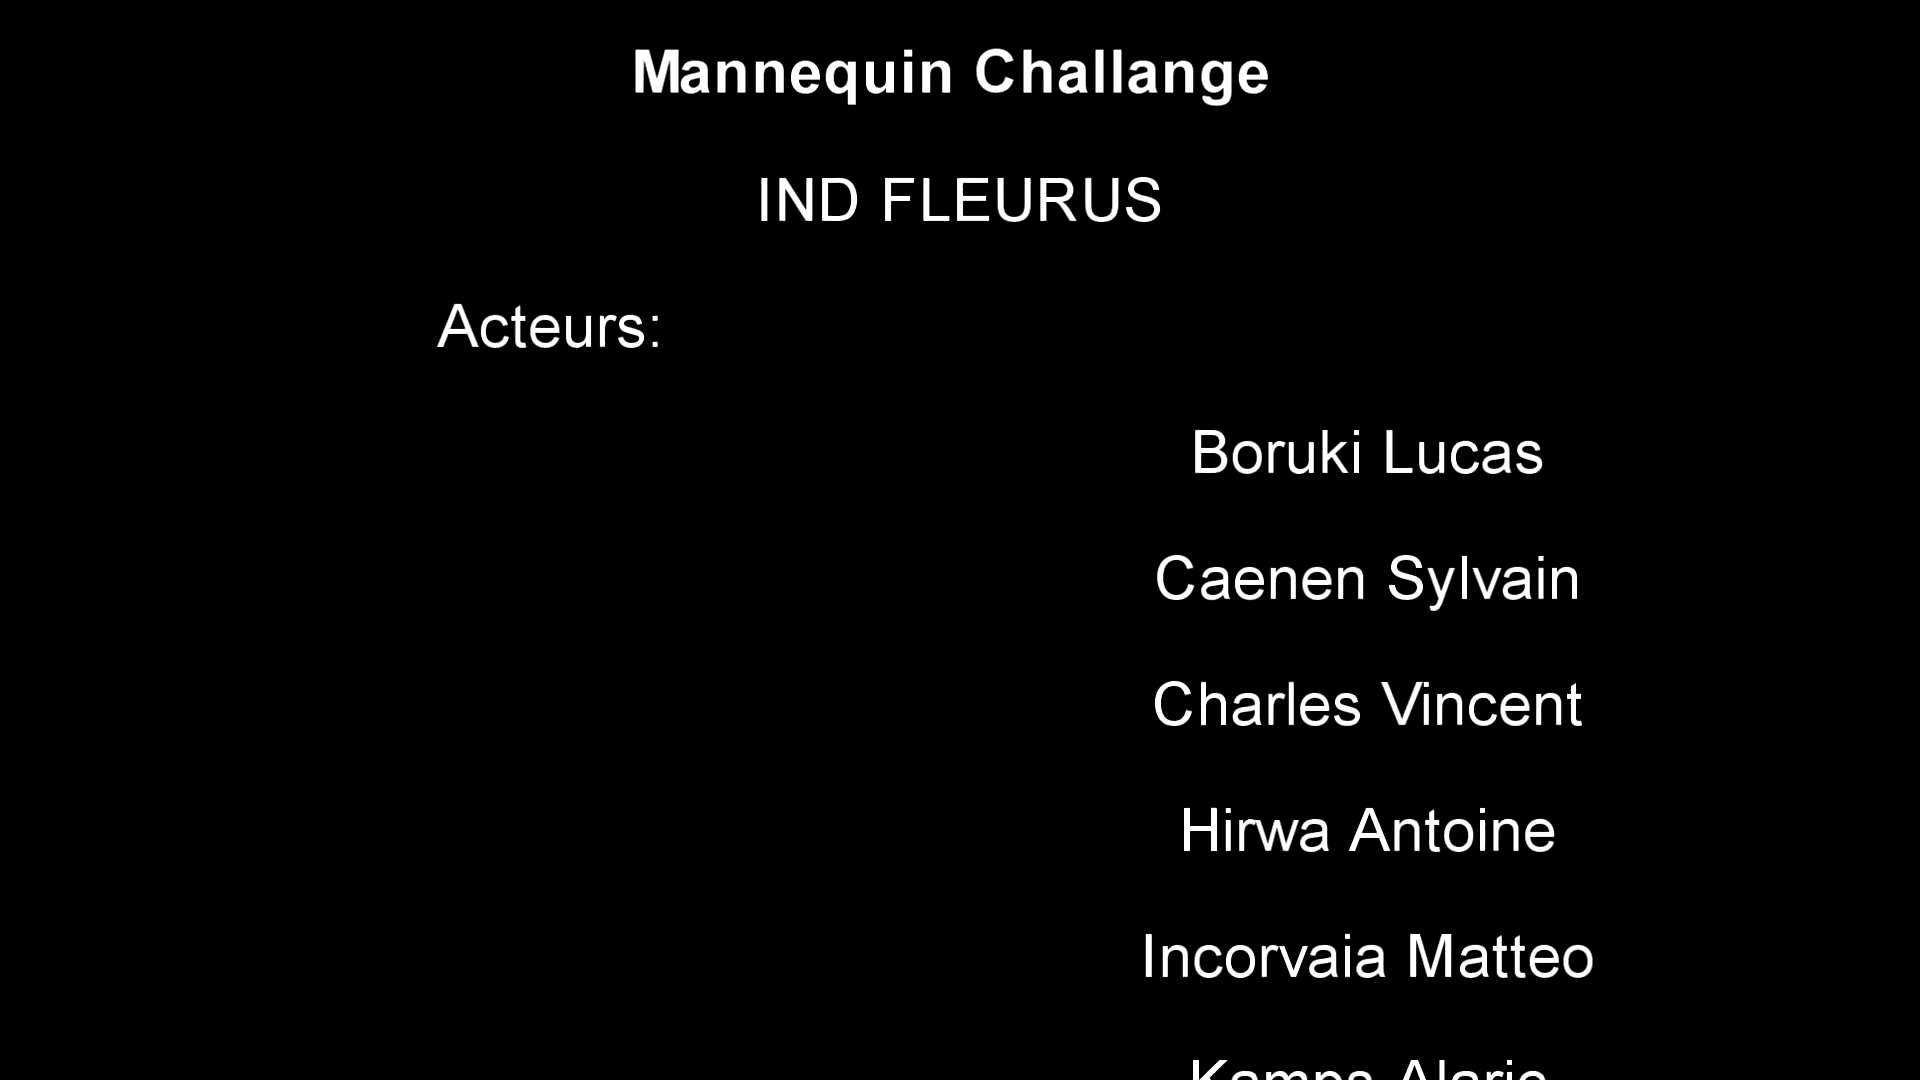 Mannequin Challange
IND FLEURUS
Acteurs:
Boruki Lucas
Caenen Sylvain
Charles Vincent
Hirwa Antoine
Incorvaia Matteo